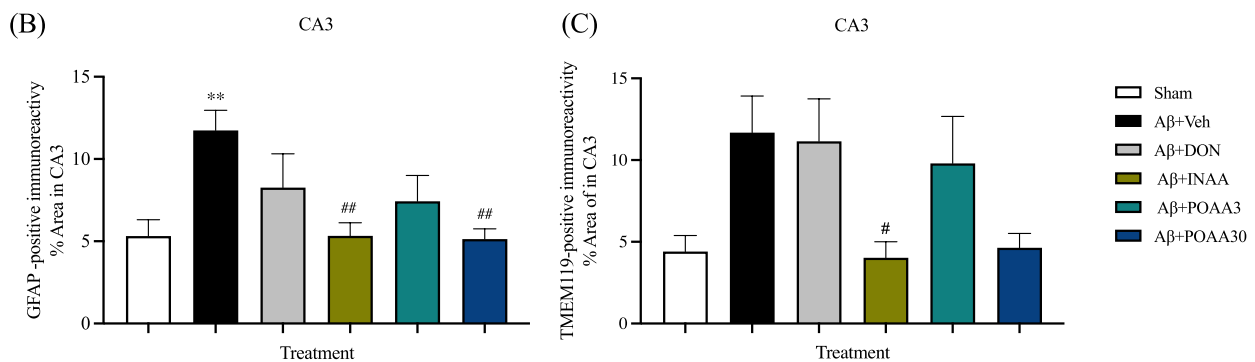 (B)
CA3
GFAP -positive immunoreactivy
% Area in CA3
15
10
5
0
**
##
##
Treatment
(C)
CA3
TMEM119-positive immunoreactivity
% Area of in CA3
15
10
5
0
#
Treatment
Sham
Aβ+Veh
Aβ+DON
Aβ+INAA
Aβ+POAA3
Aβ+POAA30